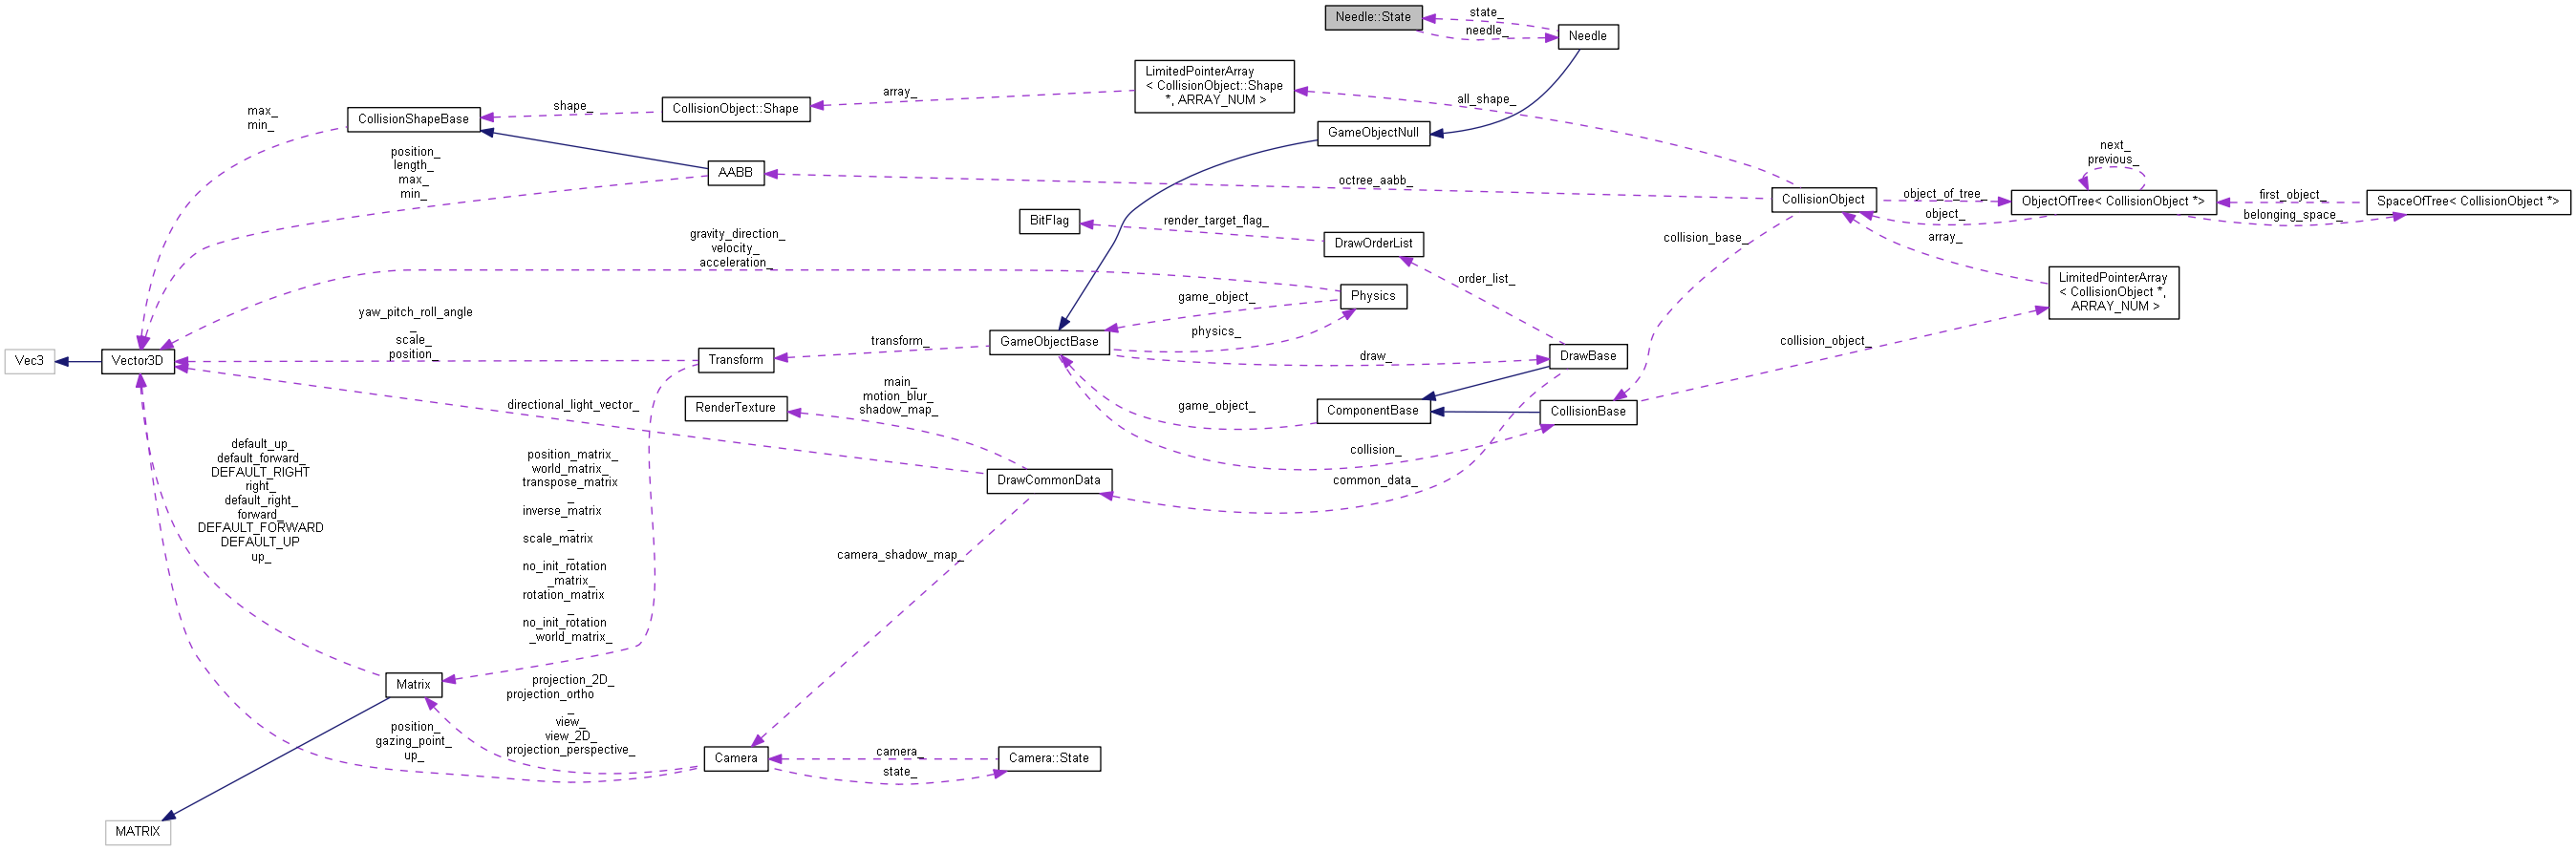 Needle::State
state_
needle_
Needle
LimitedPointerArray
< CollisionObject::Shape
*, ARRAY_NUM >
array_
all_shape_
CollisionObject::Shape
shape_
CollisionShapeBase
max_
min_
GameObjectNull
AABB
position_
length_
max_
min_
octree_aabb_
CollisionObject
object_of_tree_
object_
next_
previous_
ObjectOfTree< CollisionObject *>
first_object_
belonging_space_
SpaceOfTree< CollisionObject *>
BitFlag
render_target_flag_
DrawOrderList
collision_base_
array_
gravity_direction_
velocity_
acceleration_
order_list_
LimitedPointerArray
< CollisionObject *,
ARRAY_NUM >
Physics
game_object_
physics_
yaw_pitch_roll_angle
_
scale_
position_
transform_
GameObjectBase
collision_object_
Vec3
Vector3D
Transform
draw_
DrawBase
main_
motion_blur_
shadow_map_
RenderTexture
directional_light_vector_
game_object_
ComponentBase
CollisionBase
default_up_
default_forward_
DEFAULT_RIGHT
right_
default_right_
forward_
DEFAULT_FORWARD
DEFAULT_UP
up_
position_matrix_
world_matrix_
transpose_matrix
_
inverse_matrix
_
scale_matrix
_
no_init_rotation
_matrix_
rotation_matrix
_
no_init_rotation
_world_matrix_
collision_
common_data_
DrawCommonData
camera_shadow_map_
Matrix
projection_2D_
projection_ortho
_
view_
view_2D_
projection_perspective_
position_
gazing_point_
up_
Camera
camera_
state_
Camera::State
MATRIX